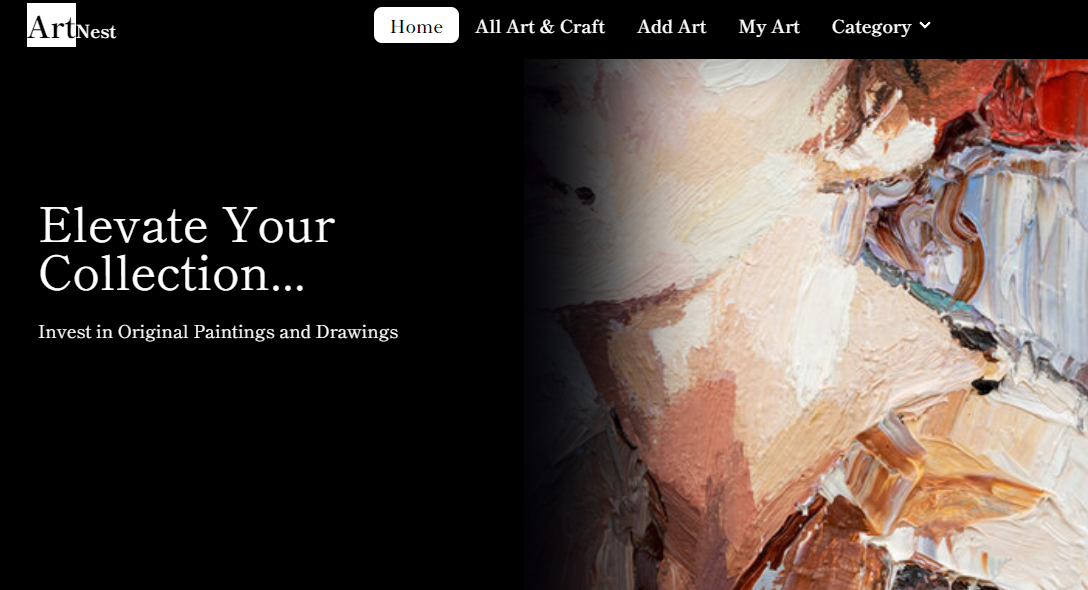 ArtNest
Home
All Art & Craft
Add Art
My Art
Category
Elevate Your
Collection...
Invest in Original Paintings and Drawings